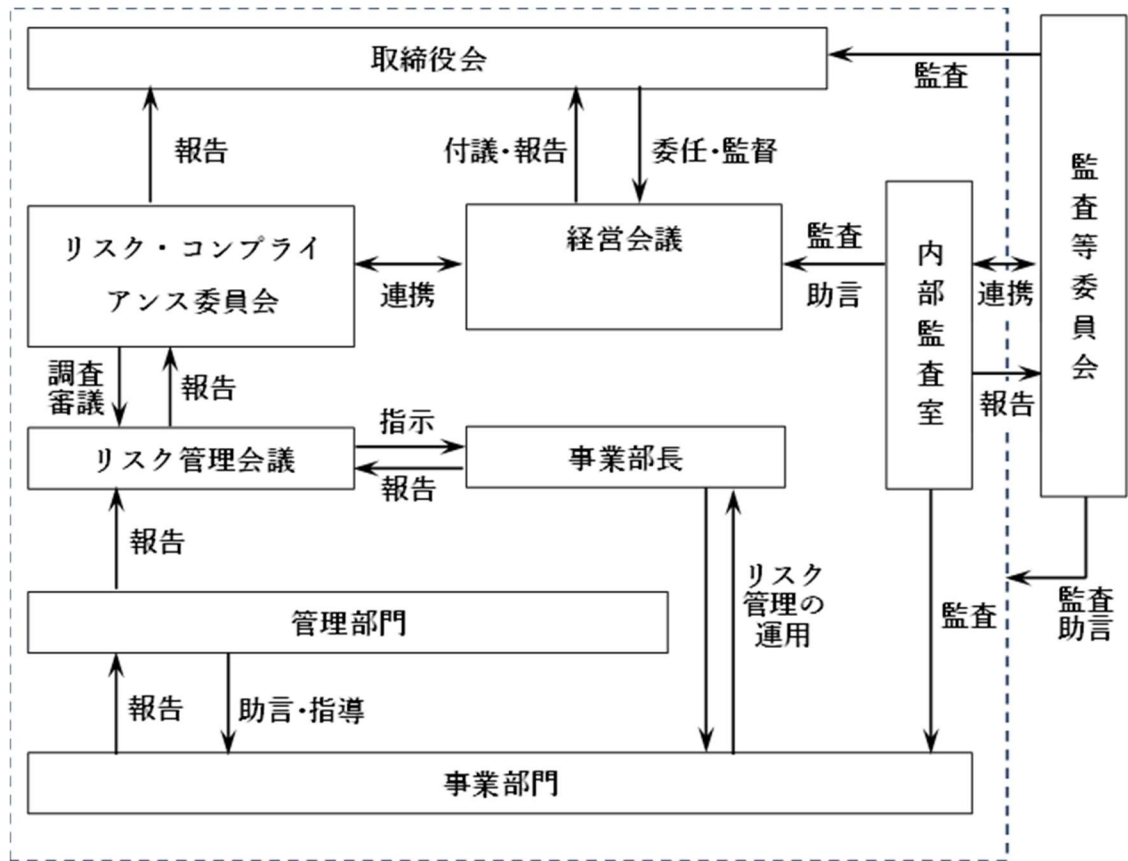 取締役会
監査
報告
付議・報告
委任・監督
監査等委員会
リスク・コンプライ
アンス委員会
連携
経営会議
監査
助言
内部監査室
連携
報告
調査
審議
報告
リスク管理会議
指示
報告
事業部長
報告
リスク
管理の
運用
監査
監査
助言
管理部門
報告
助言・指導
事業部門